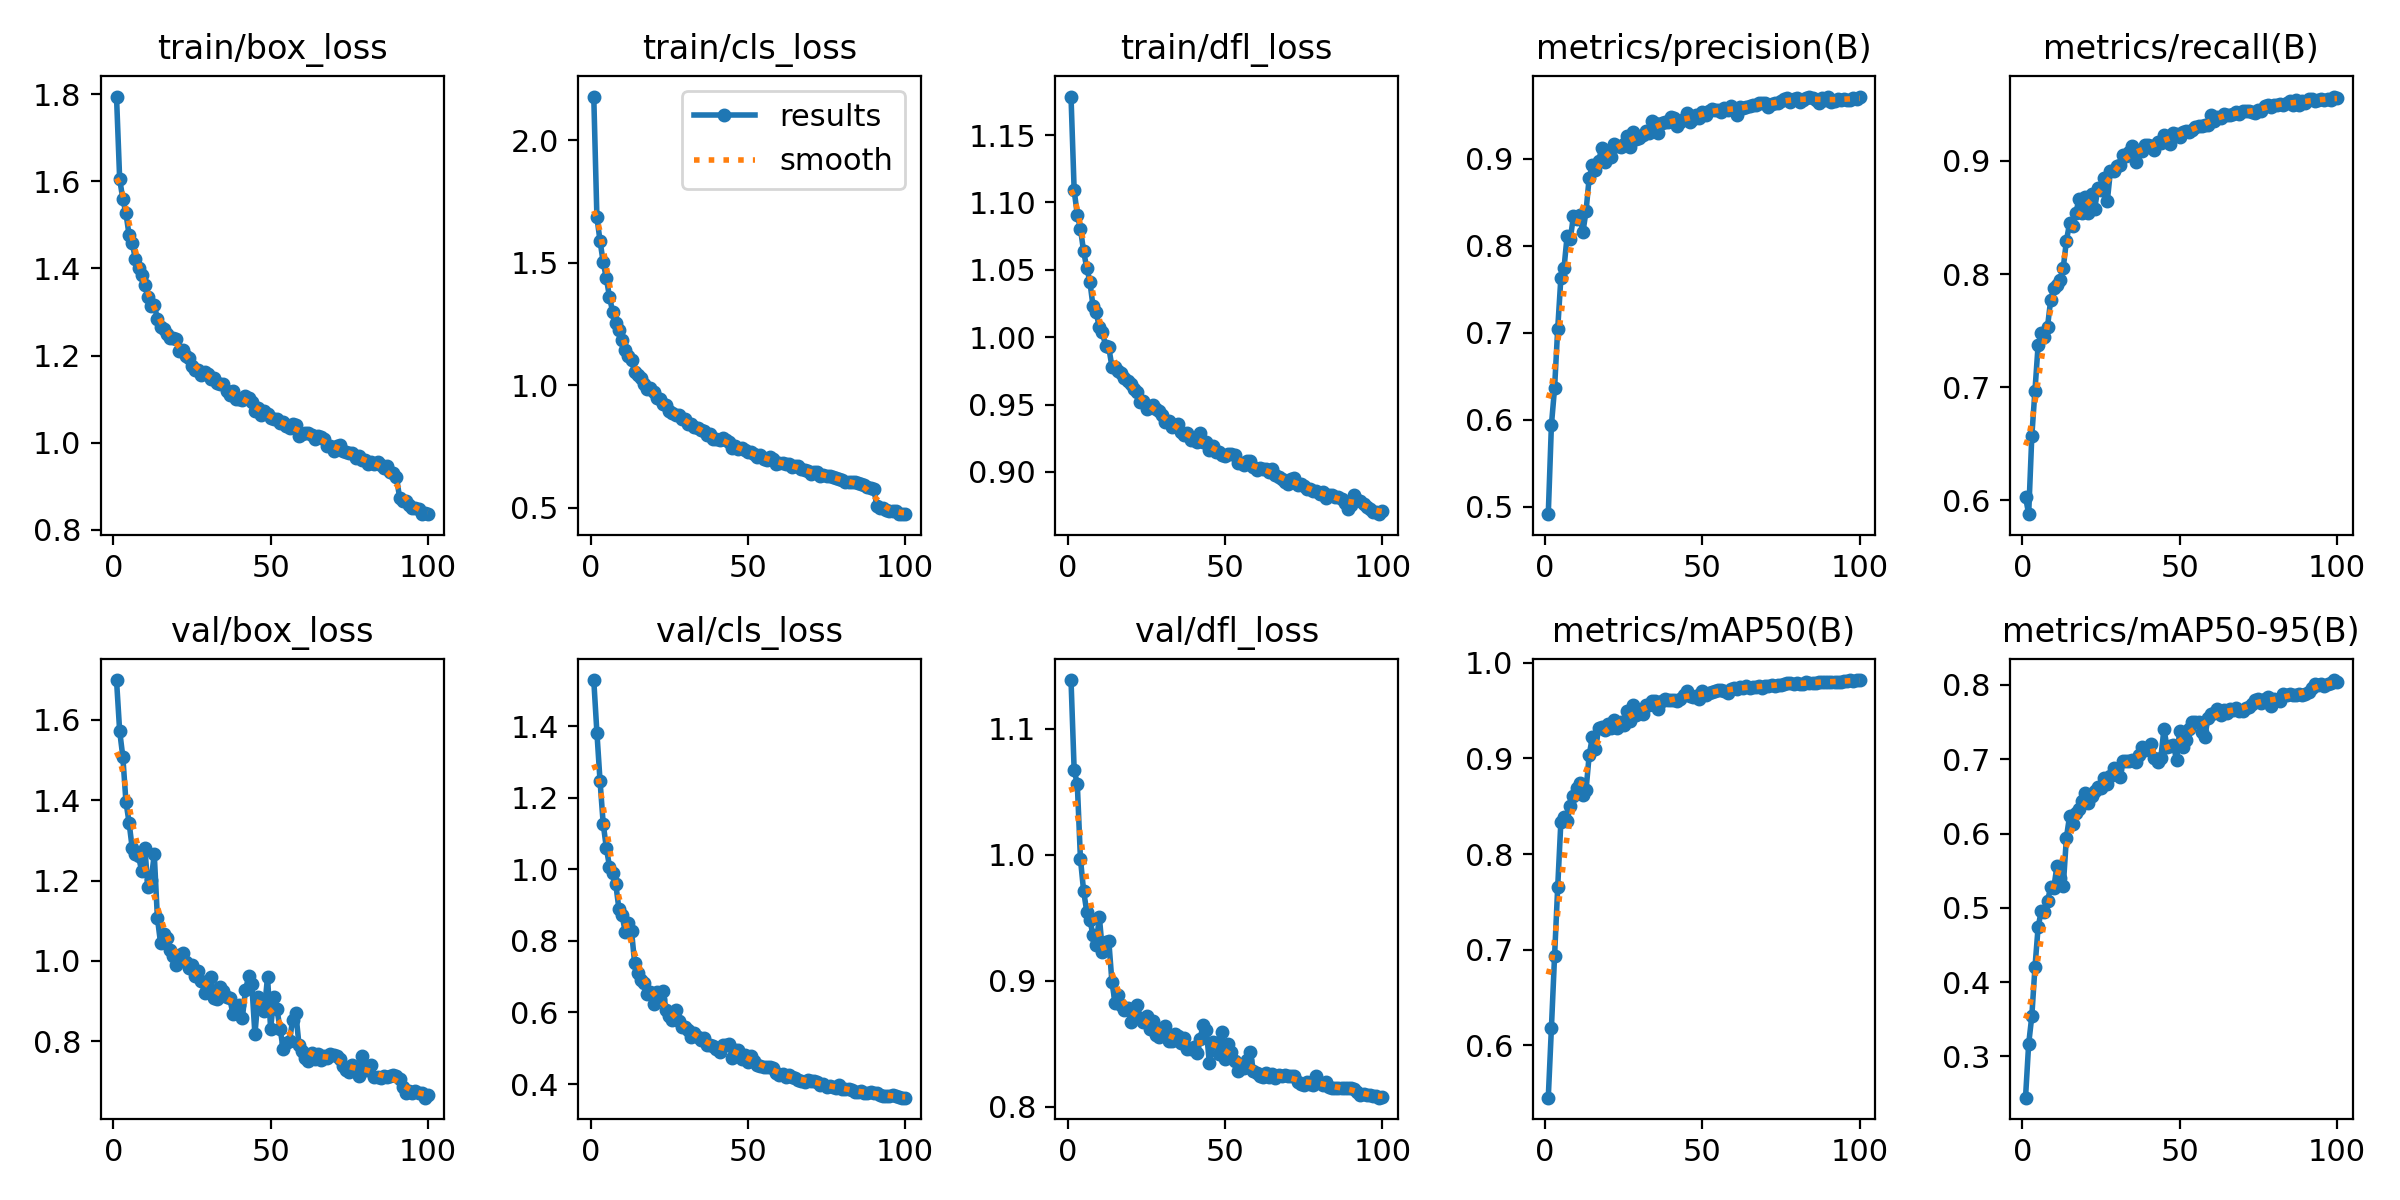 train/box_loss
1.8
1.6
1.4
1.2
1.0
0.8
0 50 100
train/cls_loss
results
smooth
2.0
1.5
1.0
0.5
0 50 100
train/dfl_loss
1.15
1.10
1.05
1.00
0.95
0.90
0 50 100
metrics/precision(B)
0.9
0.8
0.7
0.6
0.5
0 50 100
metrics/recall(B)
0.9
0.8
0.7
0.6
0 50 100
val/box_loss
1.6
1.4
1.2
1.0
0.8
0 50 100
val/cls_loss
1.4
1.2
1.0
0.8
0.6
0.4
0 50 100
val/dfl_loss
1.1
1.0
0.9
0.8
0 50 100
metrics/mAP50(B)
1.0
0.9
0.8
0.7
0.6
0 50 100
metrics/mAP50-95(B)
0.8
0.7
0.6
0.5
0.4
0.3
0 50 100